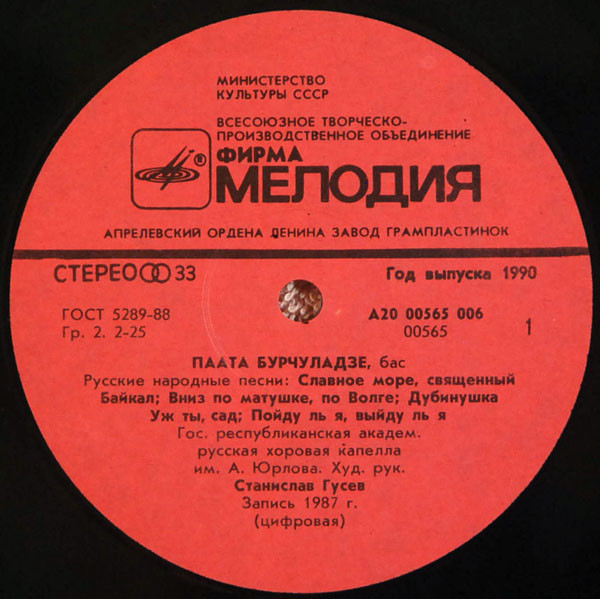 МИНИСТЕРСТВО
КУЛЬТУРЫ СССР
ВСЕСОЮЗНОЕ ТВОРЧЕСКО-
ПРОИЗВОДСТВЕННОЕ ОБЪЕДИНЕНИЕ
®
ФИРМА
МЕЛОДИЯ
АПРЕЛЕВСКИЙ ОРДЕНА ЛЕНИНА ЗАВОД ГРАМПЛАСТИНОК
СТЕРЕО 33
Год выпуска 1990
ГОСТ 5289-88
Гр. 2. 2-25
А20 00565 006
00565
1
ПААТА БУРЧУЛАДЗЕ, бас
Русские народные песни: Славное море, священный
Байкал; Вниз по матушке, по Волге; Дубинушка
Уж ты, сад; Пойду ль я, выйду ль я
Гос. республиканская академ.
русская хоровая капелла
им. А. Юрлова. Худ. рук.
Станислав Гусев
Запись 1987 г.
(цифровая)